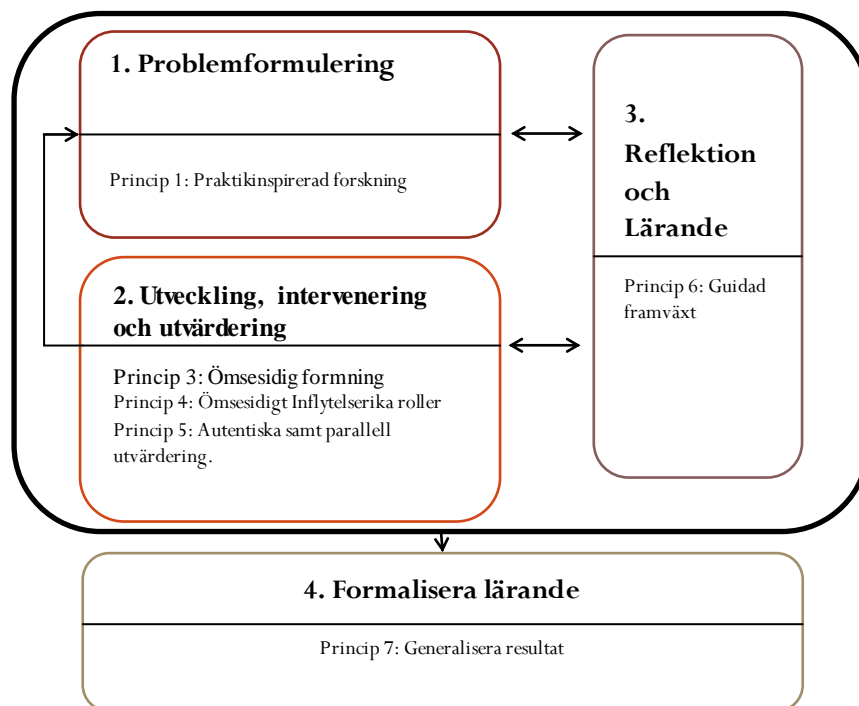 1. Problemformulering
Princip 1: Praktikinspirerad forskning
2. Utveckling, intervenering
och utvärdering
Princip 3: Ömsesidig formning
Princip 4: Ömsesidigt Inflytelserika roller
Princip 5: Autentiska samt parallell
utvärdering.
3.
Reflektion
och
Lärande
Princip 6: Guidad
framväxt
4. Formalisera lärande
Princip 7: Generalisera resultat